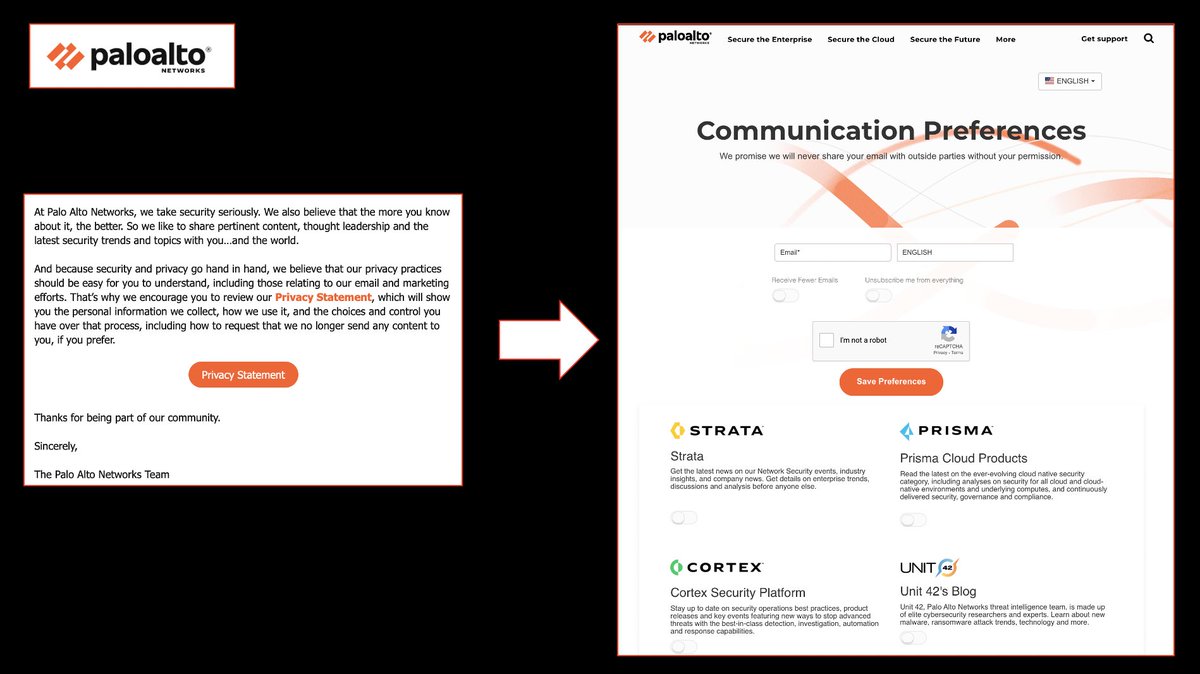 paloalto®
NETWORKS
At Palo Alto Networks, we take security seriously. We also believe that the more you know
about it, the better. So we like to share pertinent content, thought leadership and the
latest security trends and topics with you…and the world.
And because security and privacy go hand in hand, we believe that our privacy practices
should be easy for you to understand, including those relating to our email and marketing
efforts. That's why we encourage you to review our Privacy Statement, which will show
you the personal information we collect, how we use it, and the choices and control you
have over that process, including how to request that we no longer send any content to
you, if you prefer.
Privacy Statement
Thanks for being part of our community.
Sincerely,
The Palo Alto Networks Team
paloalto®
NETWORKS
Secure the Enterprise Secure the Cloud Secure the Future More Get support
ENGLISH
Communication Preferences
We promise we will never share your email with outside parties without your permission.
Email* ENGLISH
Receive Fewer Emails Unsubscribe me from everything
I'm not a robot
reCAPTCHA
Privacy - Terms
Save Preferences
STRATA
Strata
Get the latest news on our Network Security events, industry
insights, and company news. Get details on enterprise trends,
discussions and analysis before anyone else.
PRISMA
Prisma Cloud Products
Read the latest on the ever-evolving cloud native security
category, including analyses on security for all cloud and cloud-
native environments and underlying computes, and continuously
delivered security, governance and compliance.
CORTEX
Cortex Security Platform
Stay up to date on security operations best practices, product
releases and key events featuring new ways to stop advanced
threats with the best-in-class detection, investigation, automation
and response capabilities.
UNIT 42
Unit 42's Blog
Unit 42, Palo Alto Networks threat intelligence team, is made up
of elite cybersecurity researchers and experts. Learn about new
malware, ransomware attack trends, technology and more.